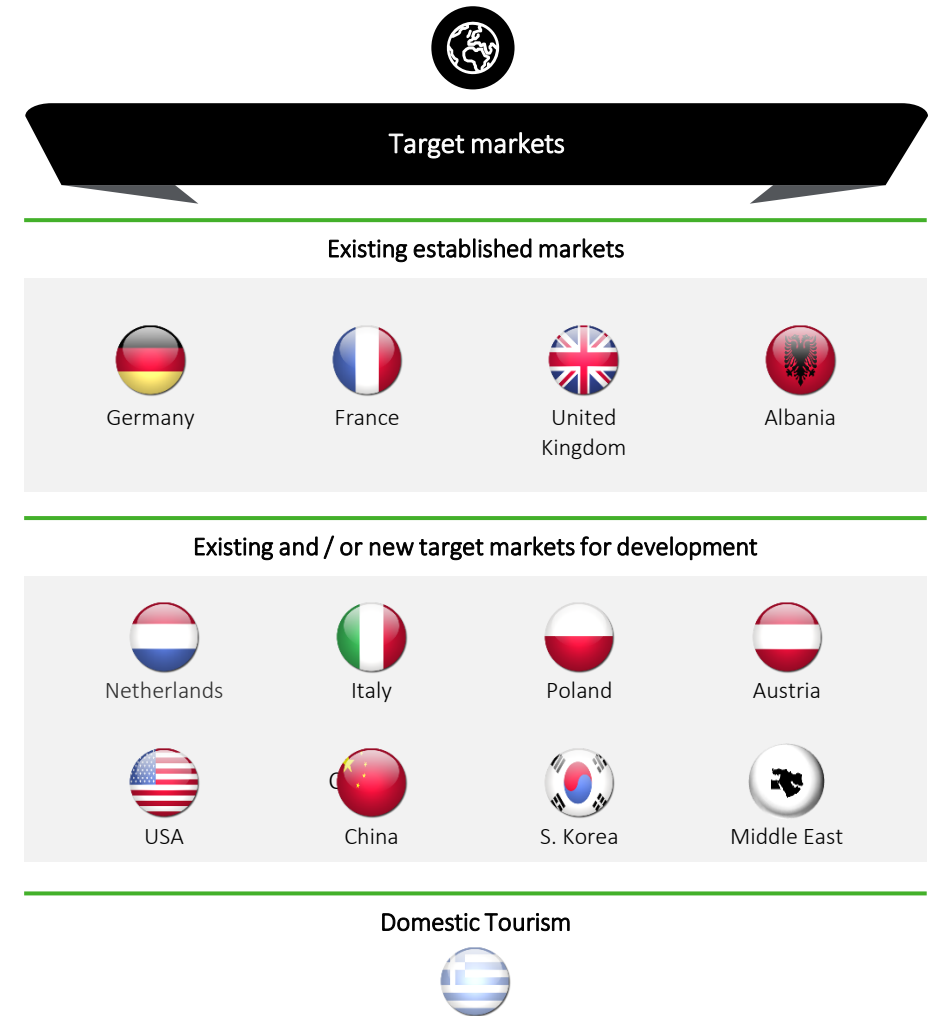 Target markets
Existing established markets
Germany
France
United
Kingdom
Albania
Existing and / or new target markets for development
Netherlands
Italy
Poland
Austria
USA
China
S. Korea
Middle East
Domestic Tourism